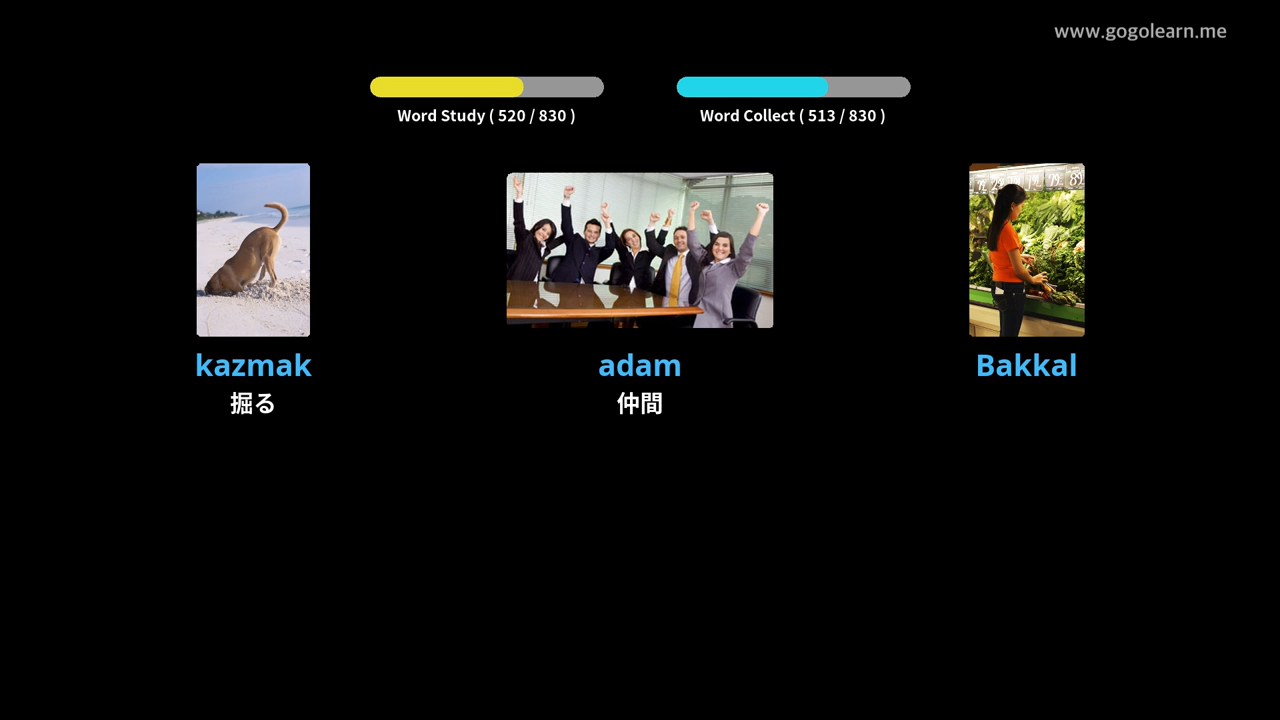 www.gogolearn.me
Word Study ( 520 / 830 )
Word Collect ( 513 / 830 )
kazmak
adam
Bakkal
掘る
仲間